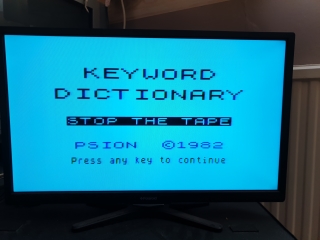 KEYWORD
DICTIONARY
STOP THE TAPE
PSION ©1982
Press any key to continue